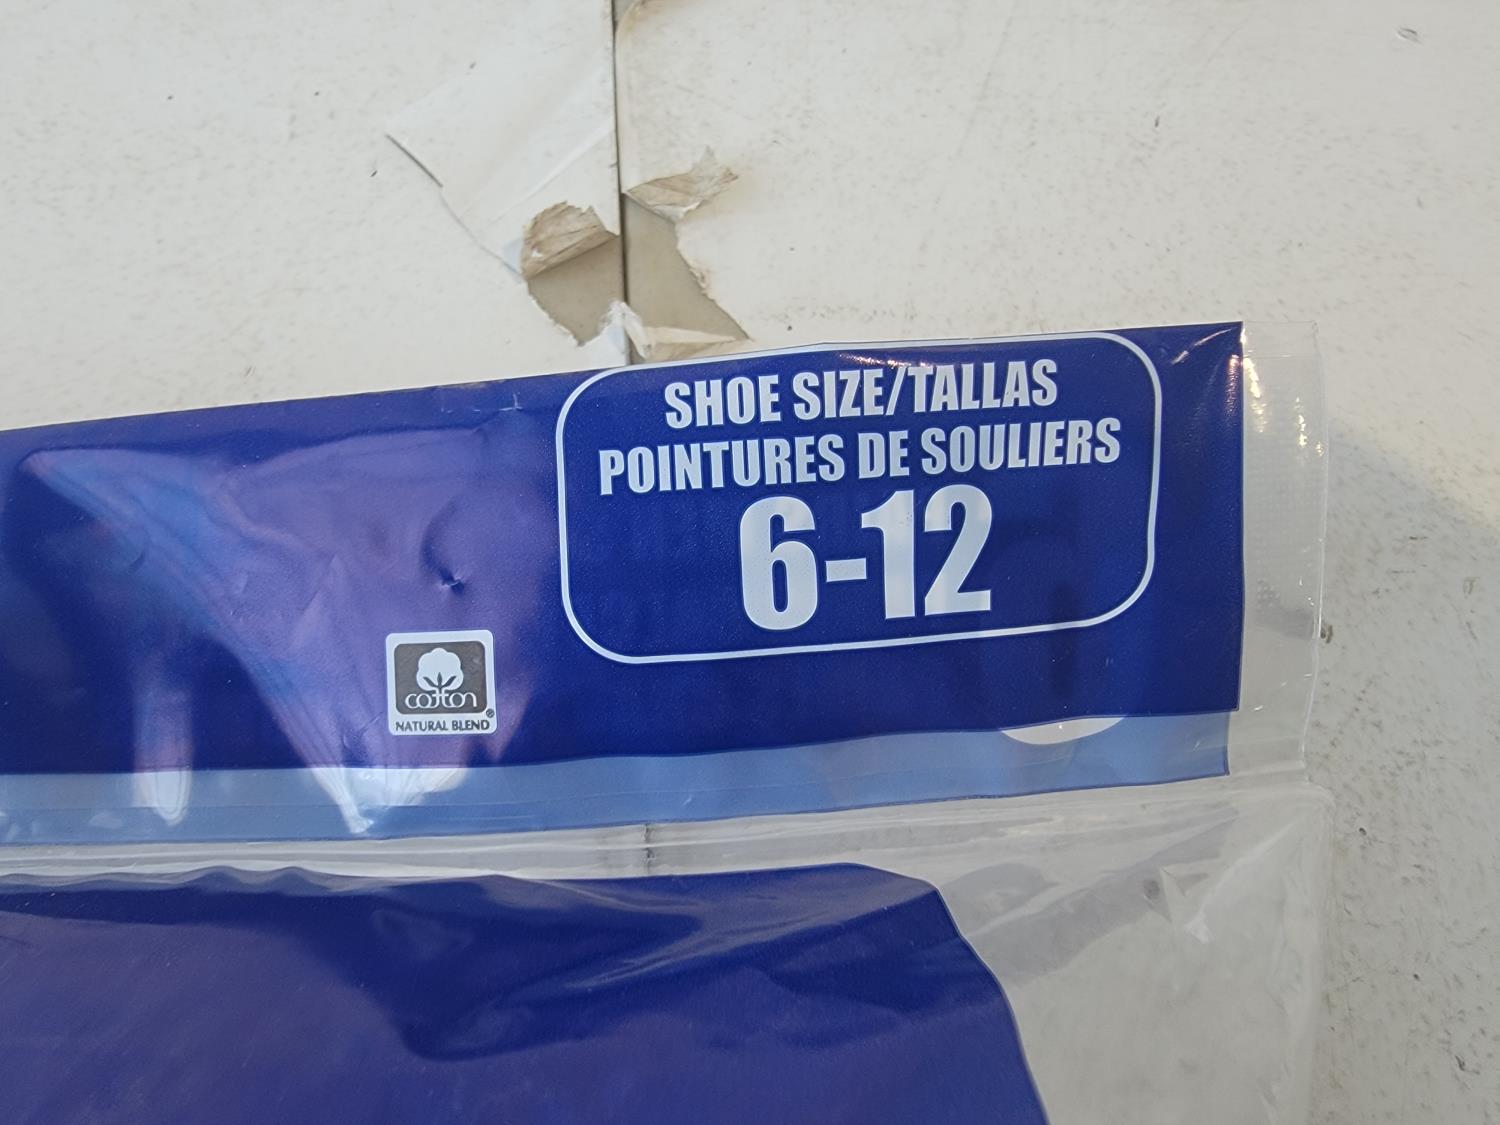 SHOE SIZE/TALLAS
POINTURES DE SOULIERS
6-12
cotton
NATURAL BLEND®